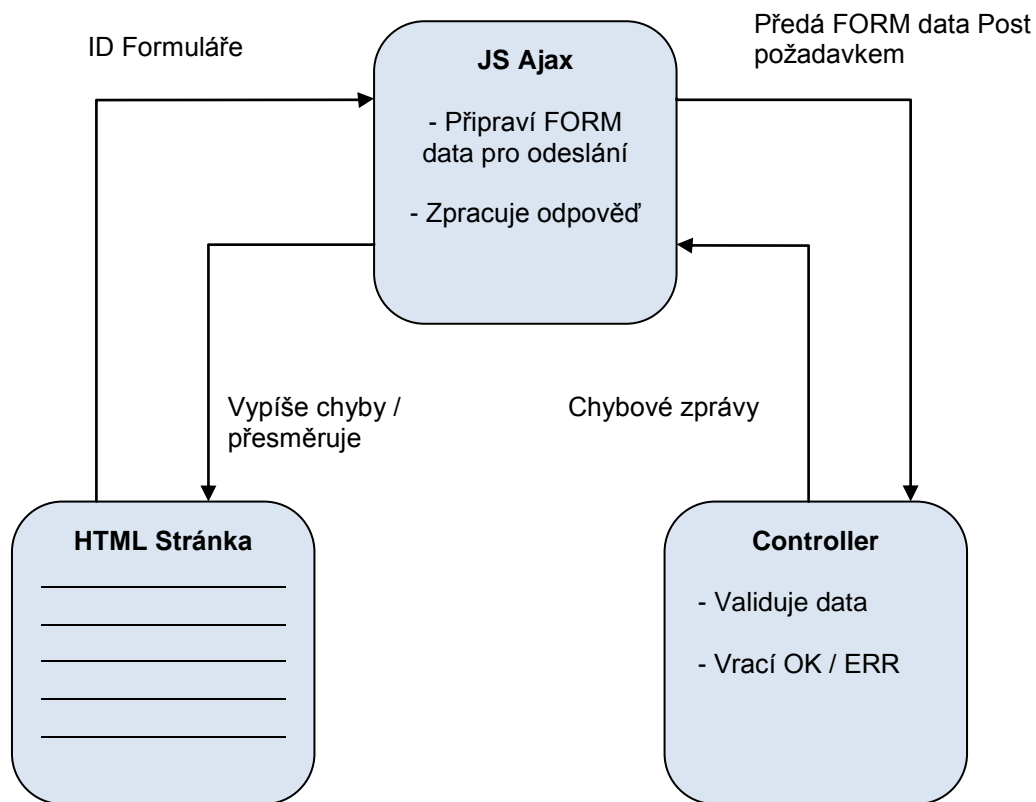 ID Formuláře
JS Ajax
- Připraví FORM
data pro odeslání
- Zpracuje odpověď
Předá FORM data Post
požadavkem
Vypíše chyby /
přesměruje
Chybové zprávy
HTML Stránka
Controller
- Validuje data
- Vrací OK / ERR